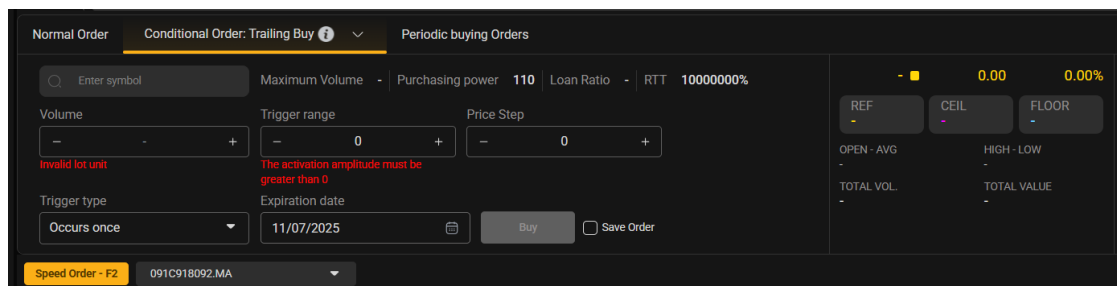 Normal Order Conditional Order: Trailing Buy i Periodic buying Orders
Enter symbol Maximum Volume - Purchasing power 110 Loan Ratio - RTT 10000000%
- 0.00 0.00%
REF CEIL FLOOR
- - -
Volume Trigger range Price Step
– - + – 0 + – 0 +
Invalid lot unit The activation amplitude must be
greater than 0
OPEN - AVG HIGH - LOW
- -
TOTAL VOL. TOTAL VALUE
- -
Trigger type Expiration date
Occurs once 11/07/2025 Buy Save Order
Speed Order - F2 091C918092.MA